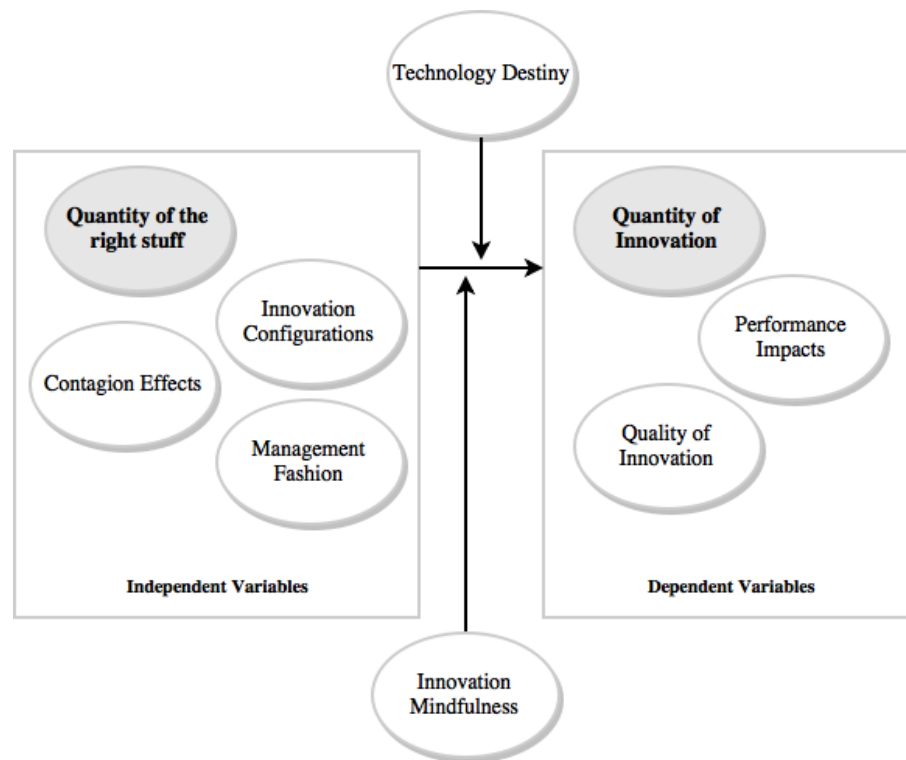 Technology Destiny
Quantity of the
right stuff
Innovation
Configurations
Contagion Effects
Management
Fashion
Independent Variables
Quantity of
Innovation
Performance
Impacts
Quality of
Innovation
Dependent Variables
Innovation
Mindfulness